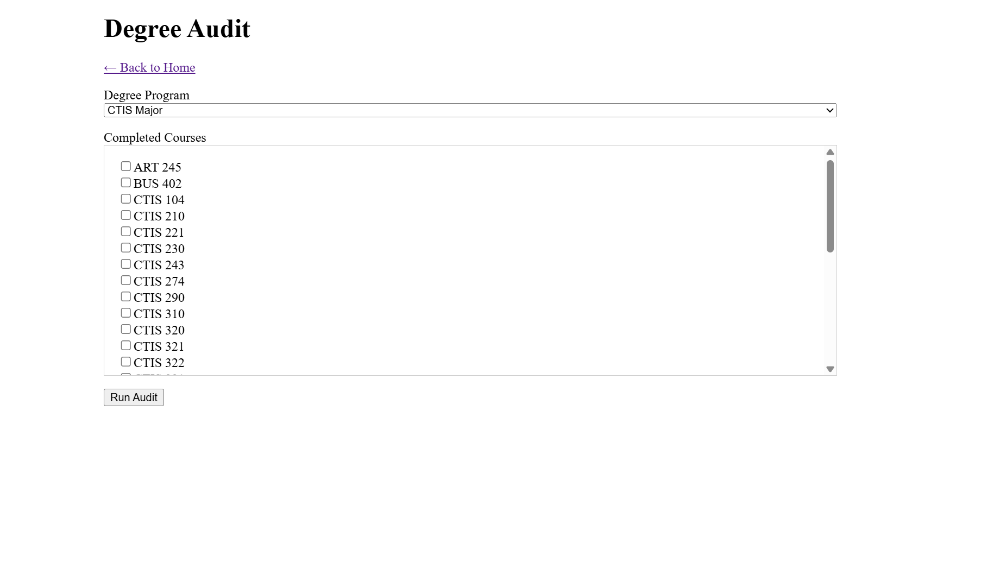 Degree Audit
← Back to Home
Degree Program
CTIS Major
Completed Courses
ART 245
BUS 402
CTIS 104
CTIS 210
CTIS 221
CTIS 230
CTIS 243
CTIS 274
CTIS 290
CTIS 310
CTIS 320
CTIS 321
CTIS 322
Run Audit